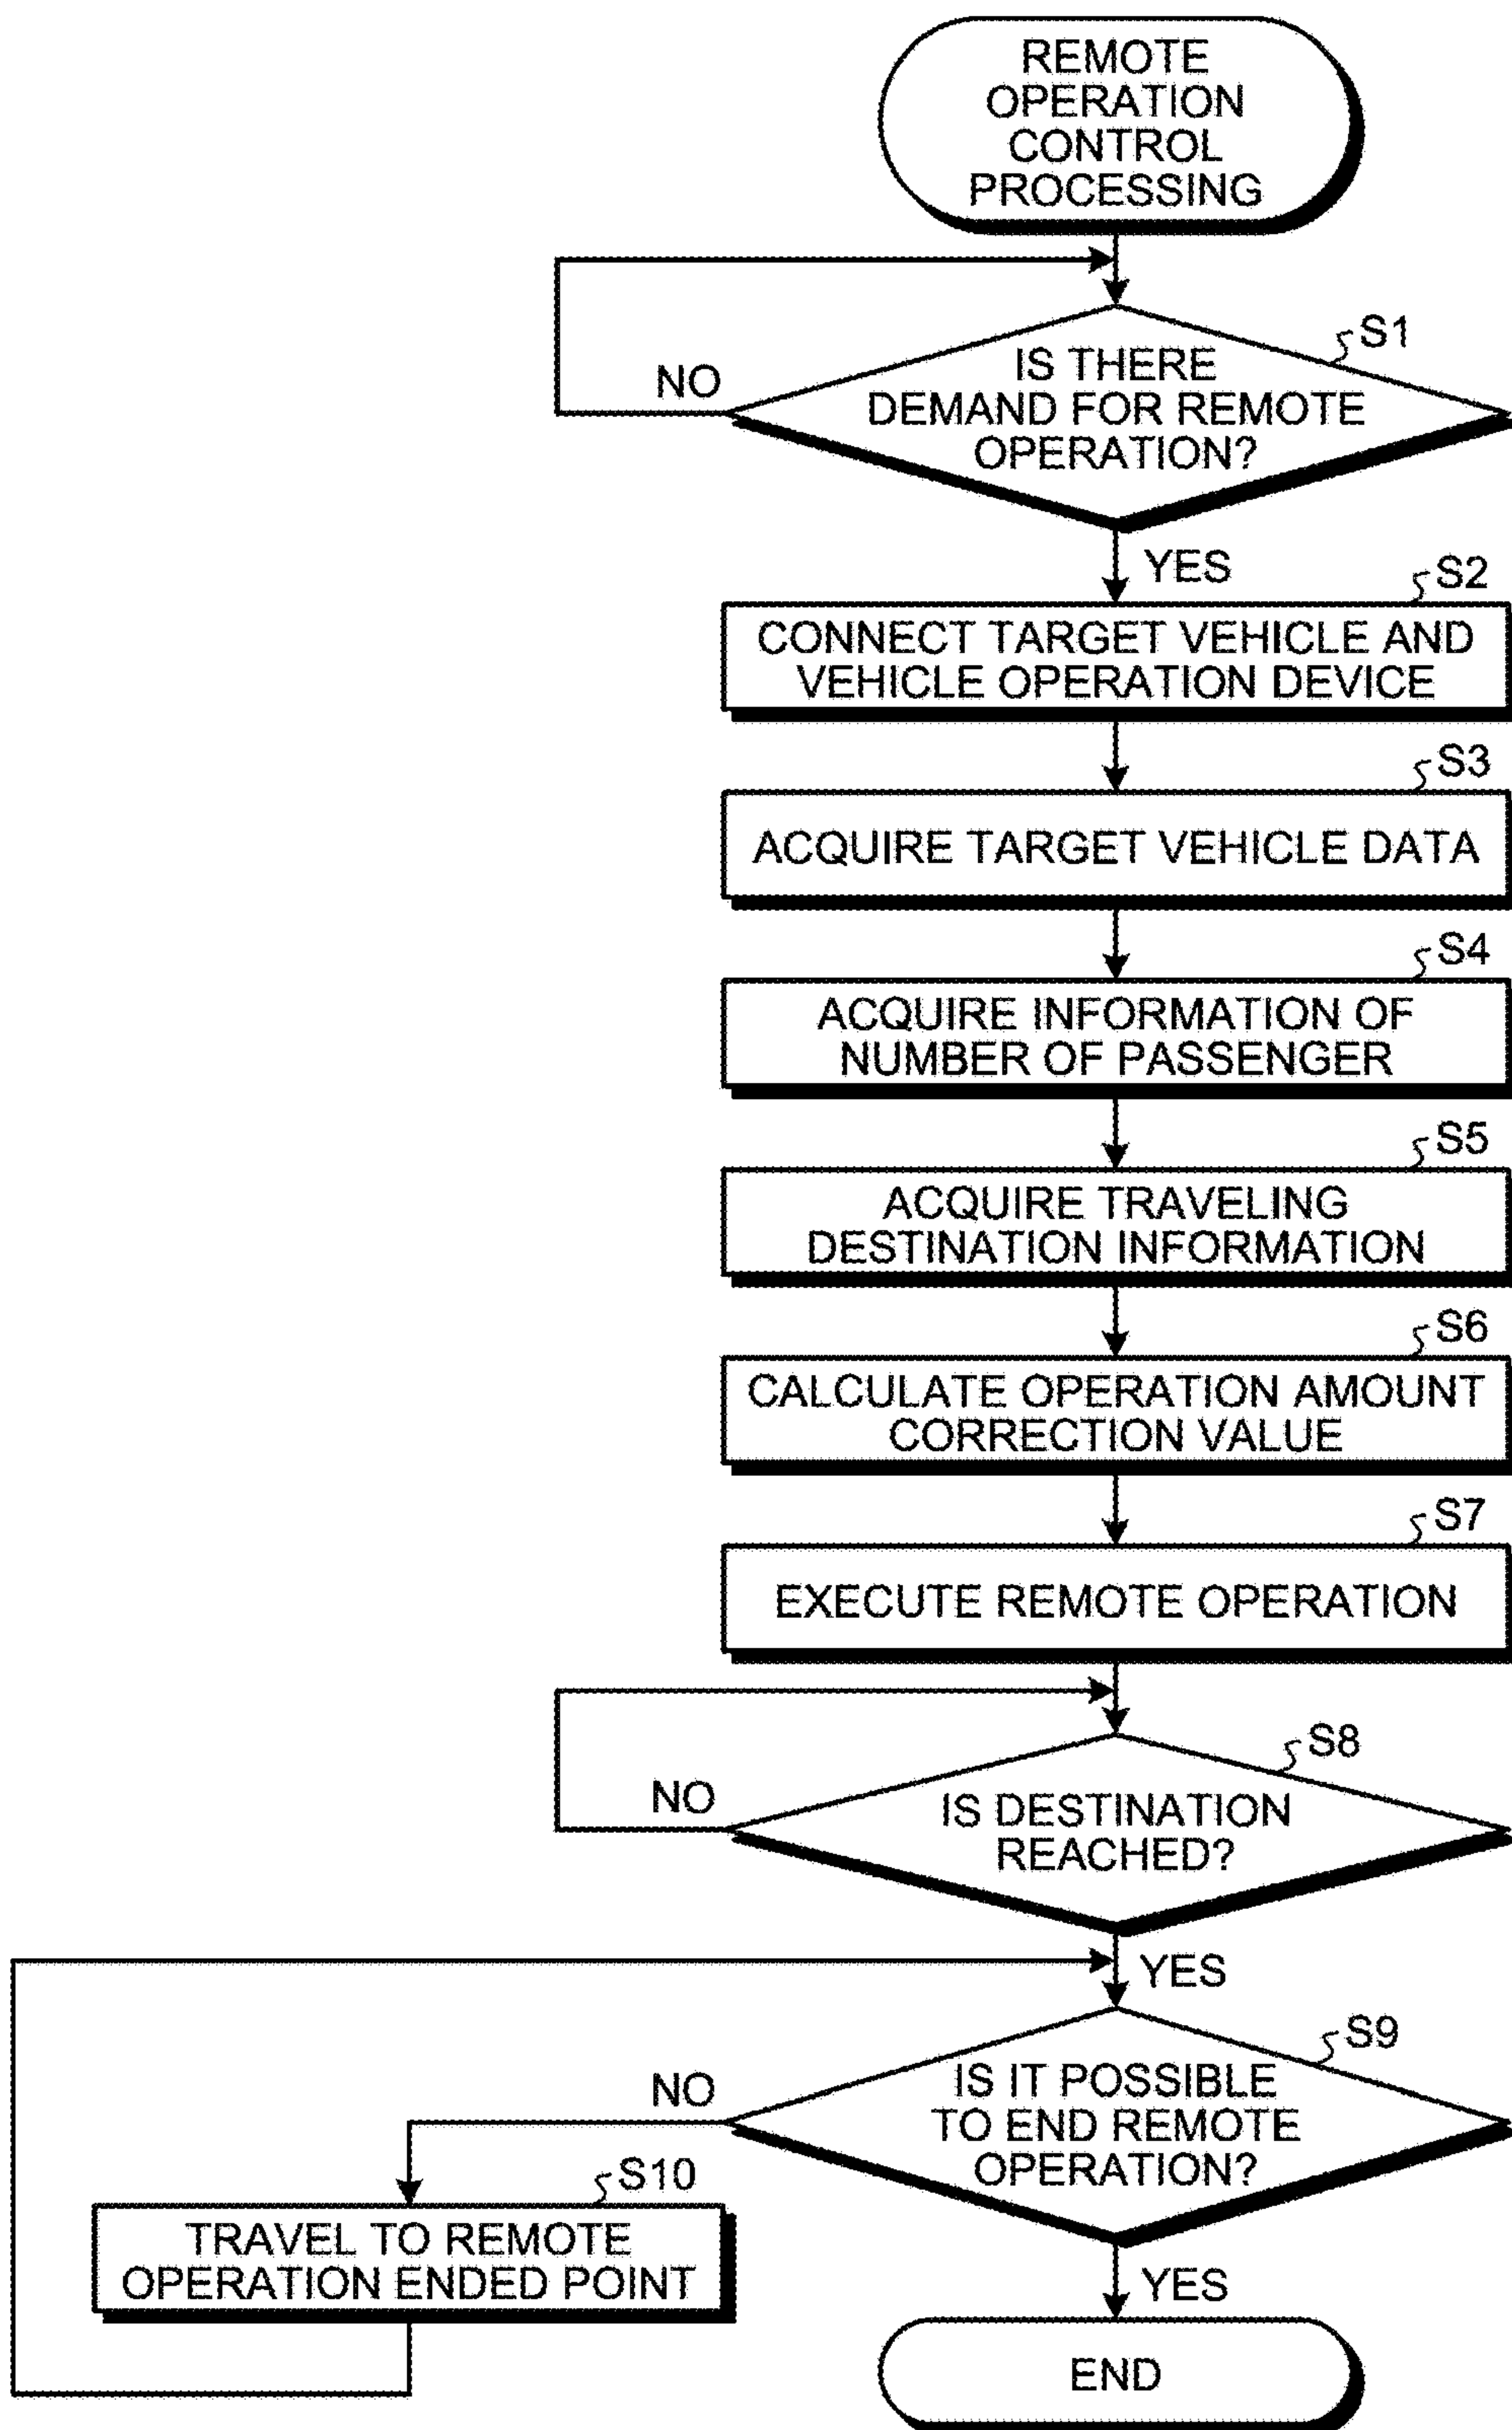 REMOTE
OPERATION
CONTROL
PROCESSING
S1
IS THERE
DEMAND FOR REMOTE
OPERATION?
NO
YES
S2
CONNECT TARGET VEHICLE AND
VEHICLE OPERATION DEVICE
S3
ACQUIRE TARGET VEHICLE DATA
S4
ACQUIRE INFORMATION OF
NUMBER OF PASSENGER
S5
ACQUIRE TRAVELING
DESTINATION INFORMATION
S6
CALCULATE OPERATION AMOUNT
CORRECTION VALUE
S7
EXECUTE REMOTE OPERATION
S8
IS DESTINATION
REACHED?
NO
YES
S9
IS IT POSSIBLE
TO END REMOTE
OPERATION?
NO
S10
TRAVEL TO REMOTE
OPERATION ENDED POINT
YES
END